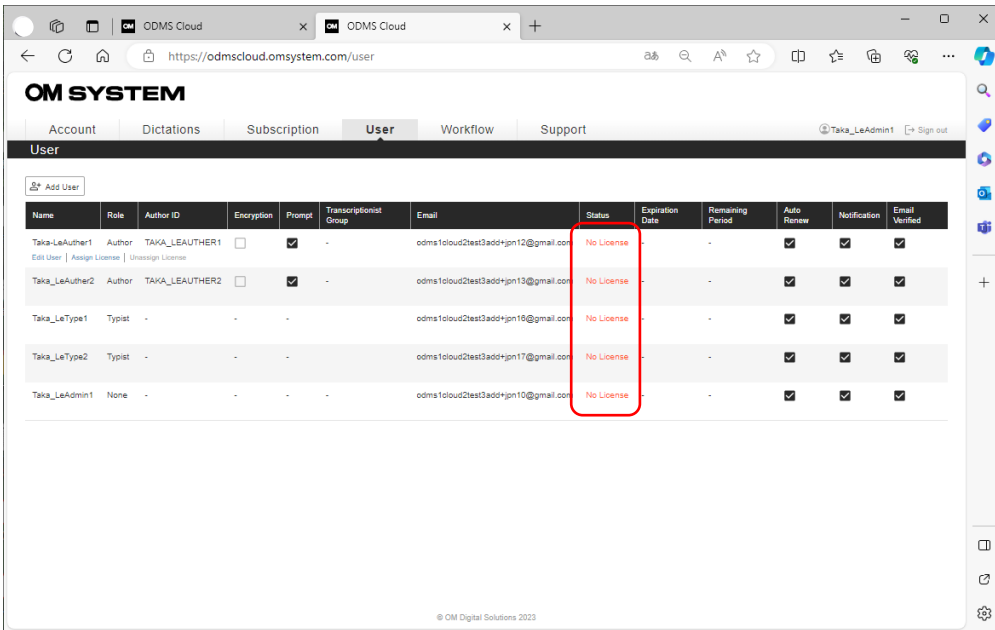 OM ODMS Cloud
OM ODMS Cloud
https://odmscloud.omsystem.com/user
OM SYSTEM
Account Dictations Subscription User Workflow Support Taka_LeAdmin1 Sign out
User
Add User
Name Role Author ID Encryption Prompt Transcriptionist Group Email Status Expiration Date Remaining Period Auto Renew Notification Email Verified
Taka-LeAuther1 Author TAKA_LEAUTHER1 - odms1cloud2test3add+jpn12@gmail.com No License - -
Edit User | Assign License | Unassign License
Taka_LeAuther2 Author TAKA_LEAUTHER2 - odms1cloud2test3add+jpn13@gmail.com No License - -
Taka_LeType1 Typist - - - odms1cloud2test3add+jpn16@gmail.com No License - -
Taka_LeType2 Typist - - - odms1cloud2test3add+jpn17@gmail.com No License - -
Taka_LeAdmin1 None - - - - odms1cloud2test3add+jpn10@gmail.com No License - -
© OM Digital Solutions 2023